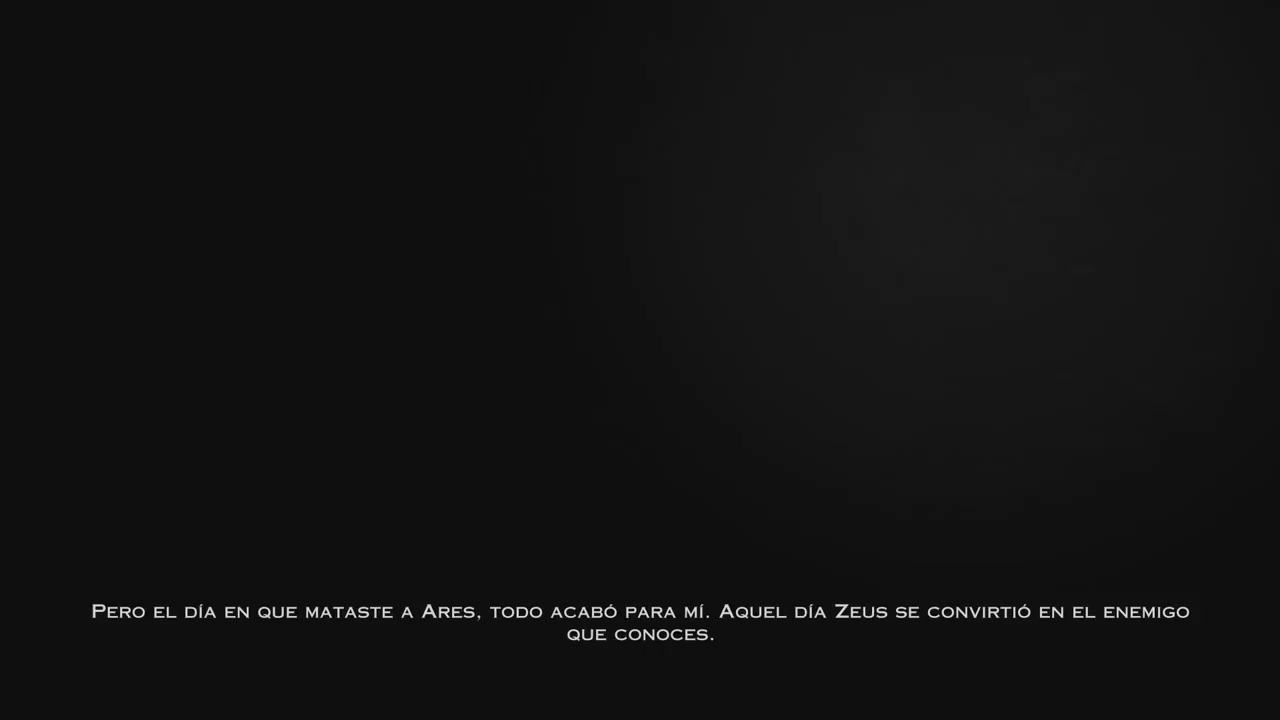 Pero el día en que mataste a Ares, todo acabó para mí. Aquel día Zeus se convirtió en el enemigo
que conoces.